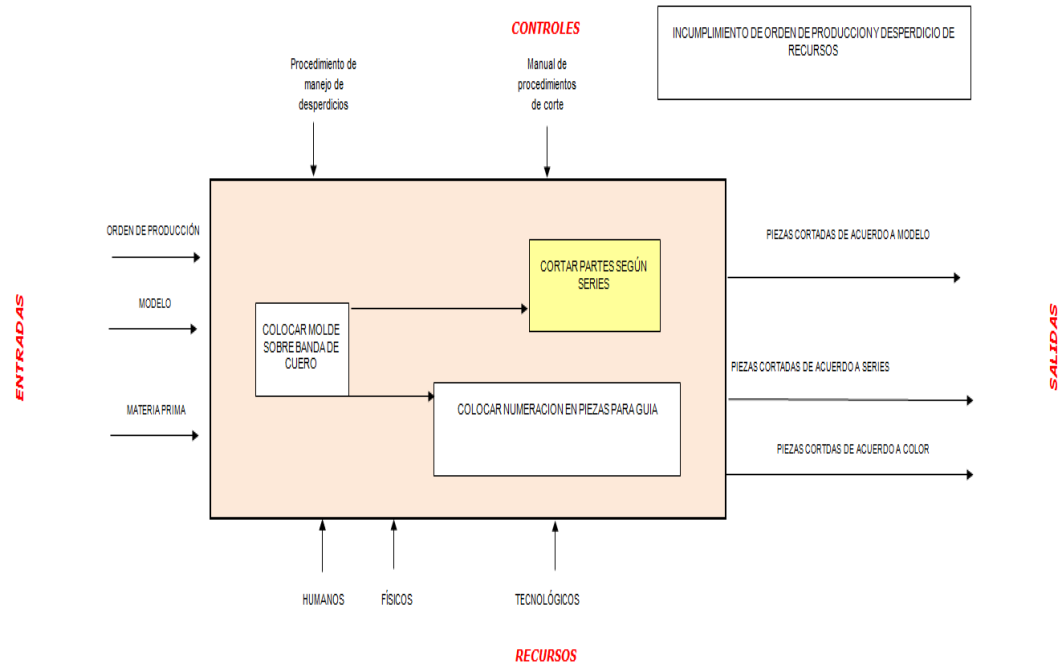 CONTROLES
INCUMPLIMIENTO DE ORDEN DE PRODUCCION Y DESPERDICIO DE
RECURSOS
Procedimiento de
manejo de
desperdicios
Manual de
procedimientos
de corte
ENTRADAS
ORDEN DE PRODUCCIÓN
MODELO
MATERIA PRIMA
COLOCAR MOLDE
SOBRE BANDA DE
CUERO
CORTAR PARTES SEGÚN
SERIES
COLOCAR NUMERACION EN PIEZAS PARA GUIA
PIEZAS CORTADAS DE ACUERDO A MODELO
PIEZAS CORTADAS DE ACUERDO A SERIES
PIEZAS CORTDAS DE ACUERDO A COLOR
SALIDAS
HUMANOS
FÍSICOS
TECNOLÓGICOS
RECURSOS